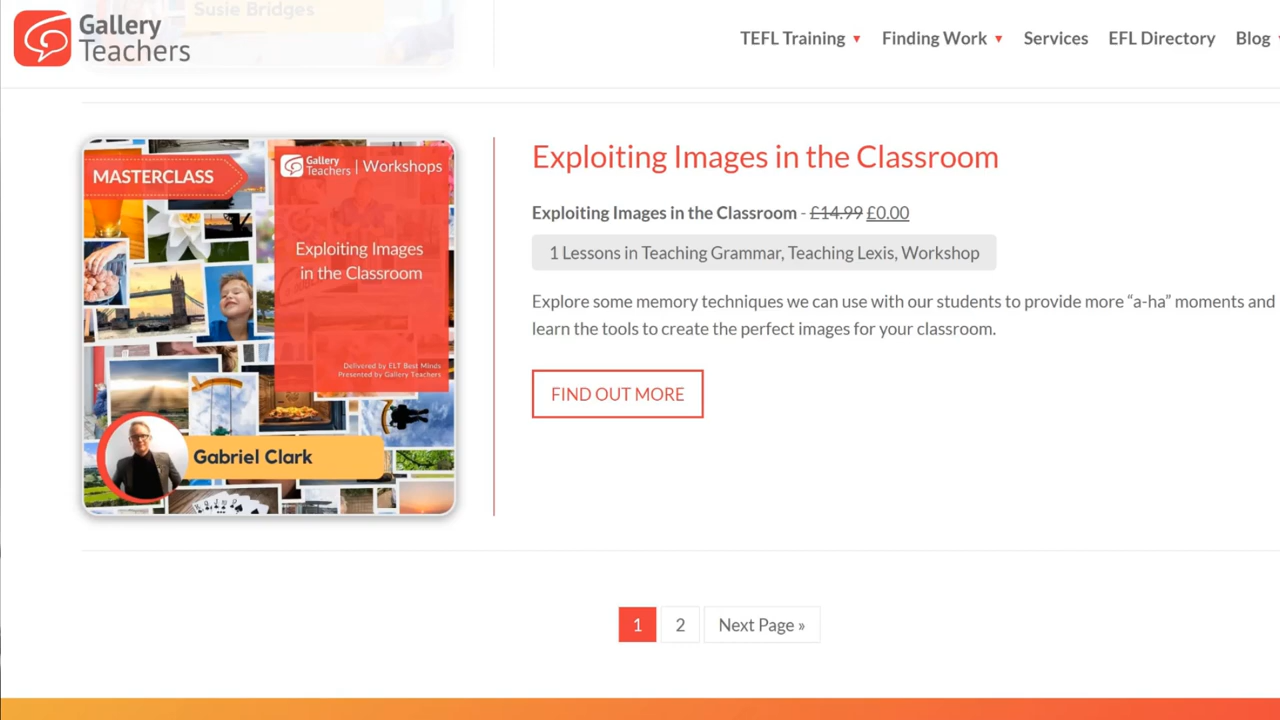 Susie Bridges
Gallery
Teachers
TEFL Training
Finding Work
Services
EFL Directory
Blog
MASTERCLASS
Gallery
Teachers | Workshops
Exploiting Images
in the Classroom
Delivered by ELT Best Minds
Presented by Gallery Teachers
Gabriel Clark
Exploiting Images in the Classroom
Exploiting Images in the Classroom - £14.99 £0.00
1 Lessons in Teaching Grammar, Teaching Lexis, Workshop
Explore some memory techniques we can use with our students to provide more “a-ha” moments and
learn the tools to create the perfect images for your classroom.
FIND OUT MORE
1 2 Next Page »